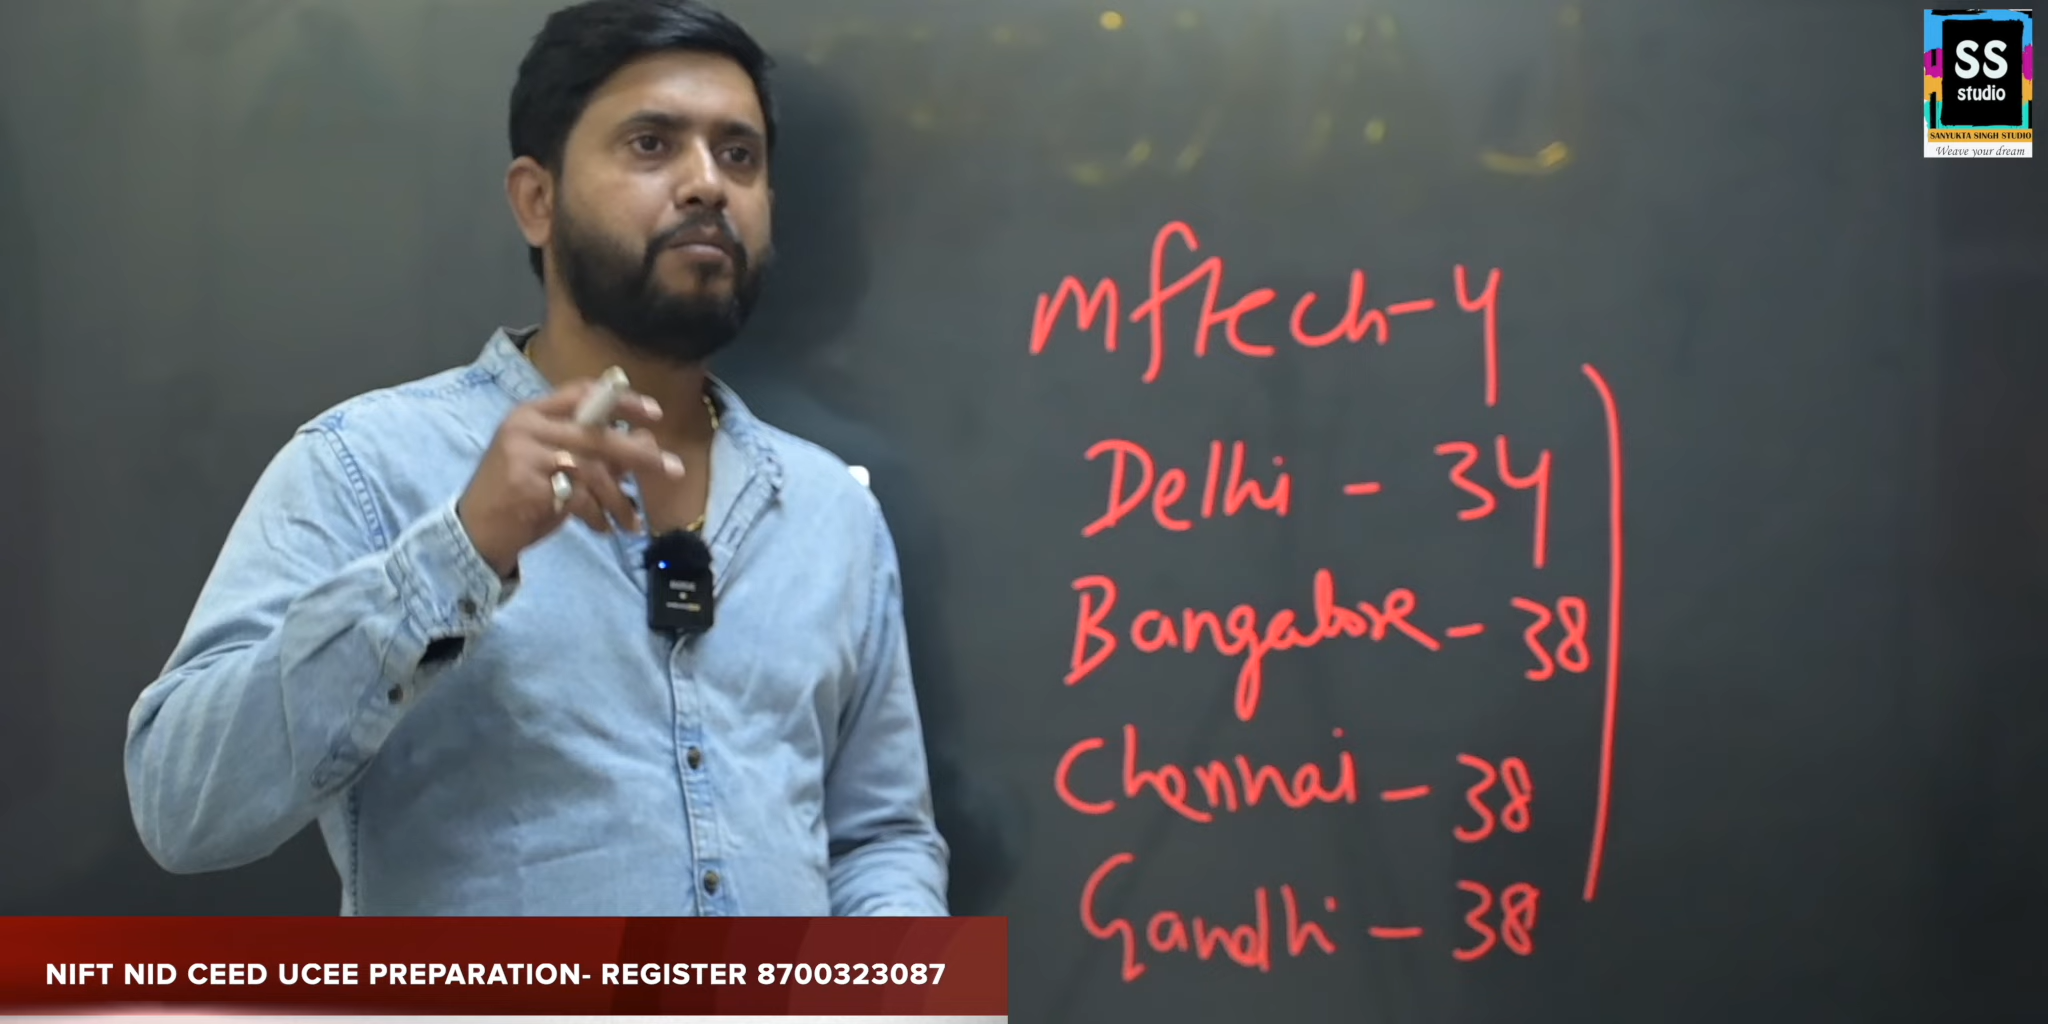 SS
studio
SANYUKTA SINGH STUDIO
Weave your dream
Mftech-4
Delhi - 34
Bangalore - 38
Chennai - 38
Gandhi - 38
NIFT NID CEED UCEE PREPARATION- REGISTER 8700323087